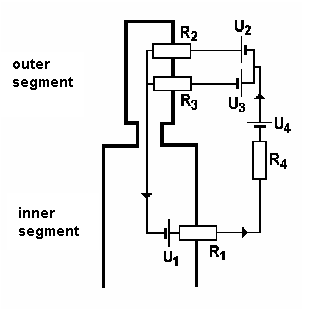 R2
U2
outer
segment
R3
U3
U4
R4
inner
segment
U1
R1